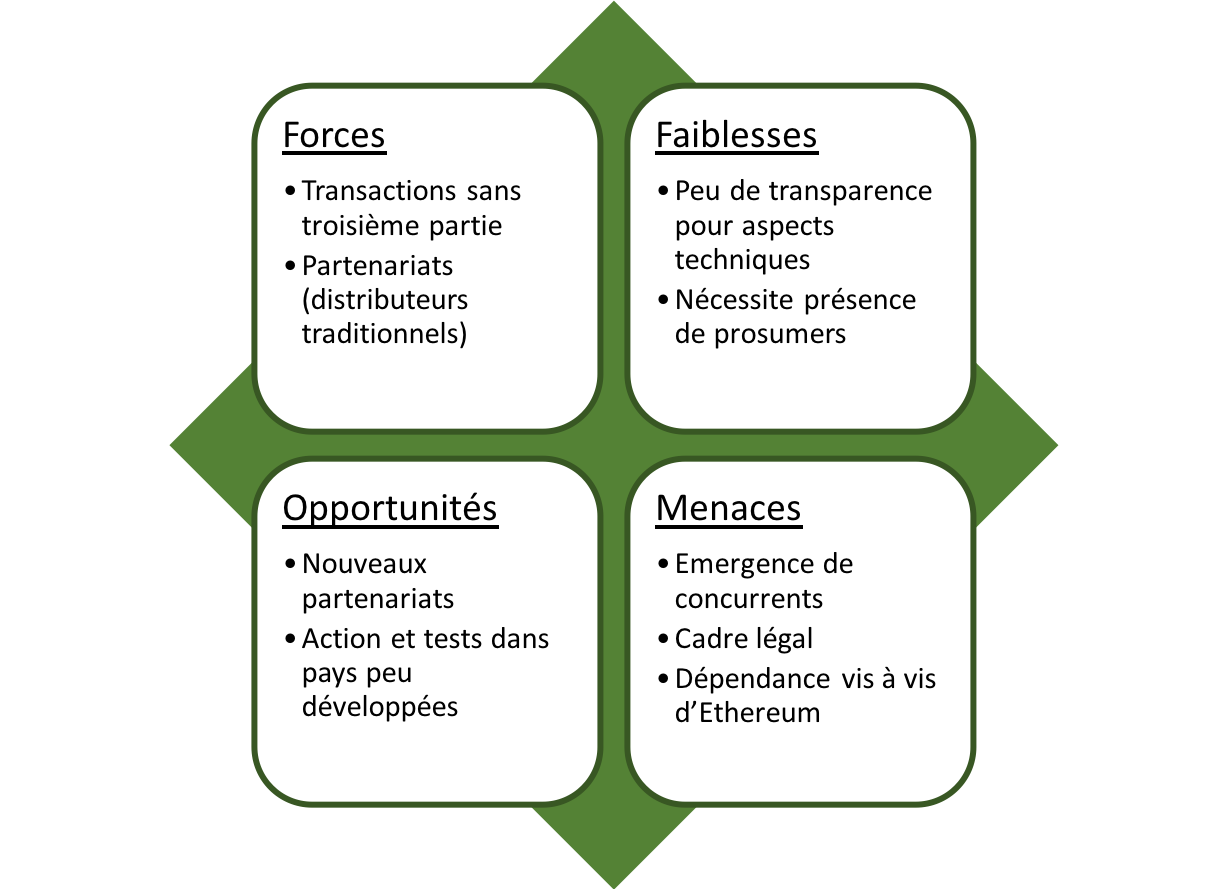 Forces
•Transactions sans
troisième partie
•Partenariats
(distributeurs
traditionnels)
Faiblesses
•Peu de transparence
pour aspects
techniques
•Nécessite présence
de prosumers
Opportunités
•Nouveaux
partenariats
•Action et tests dans
pays peu
développées
Menaces
•Emergence de
concurrents
•Cadre légal
•Dépendance vis à vis
d’Ethereum